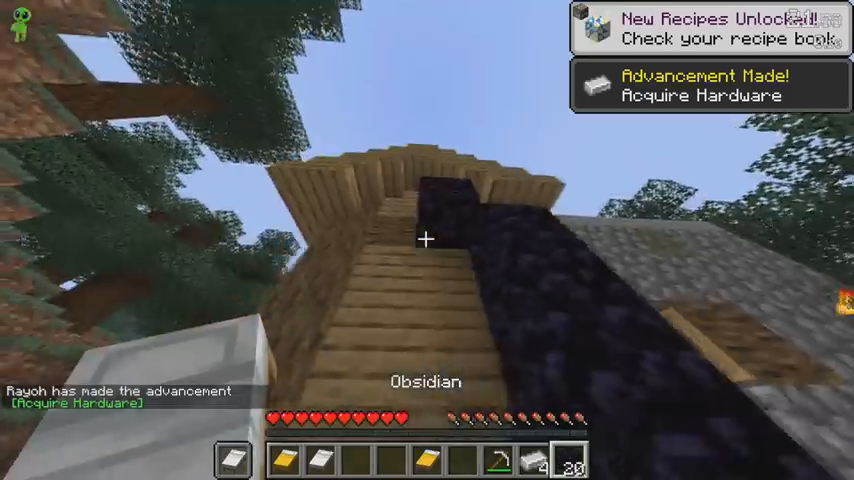 New Recipes Unlocked!
Check your recipe book
Advancement Made!
Acquire Hardware
Obsidian
Rayoh has made the advancement
[Acquire Hardware]
4
20